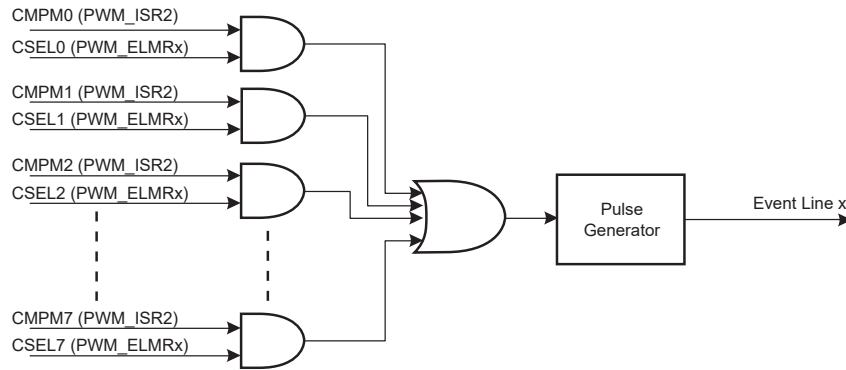 CMPM0 (PWM_ISR2)
CSEL0 (PWM_ELMRx)
CMPM1 (PWM_ISR2)
CSEL1 (PWM_ELMRx)
CMPM2 (PWM_ISR2)
CSEL2 (PWM_ELMRx)
Pulse
Generator
Event Line x
CMPM7 (PWM_ISR2)
CSEL7 (PWM_ELMRx)